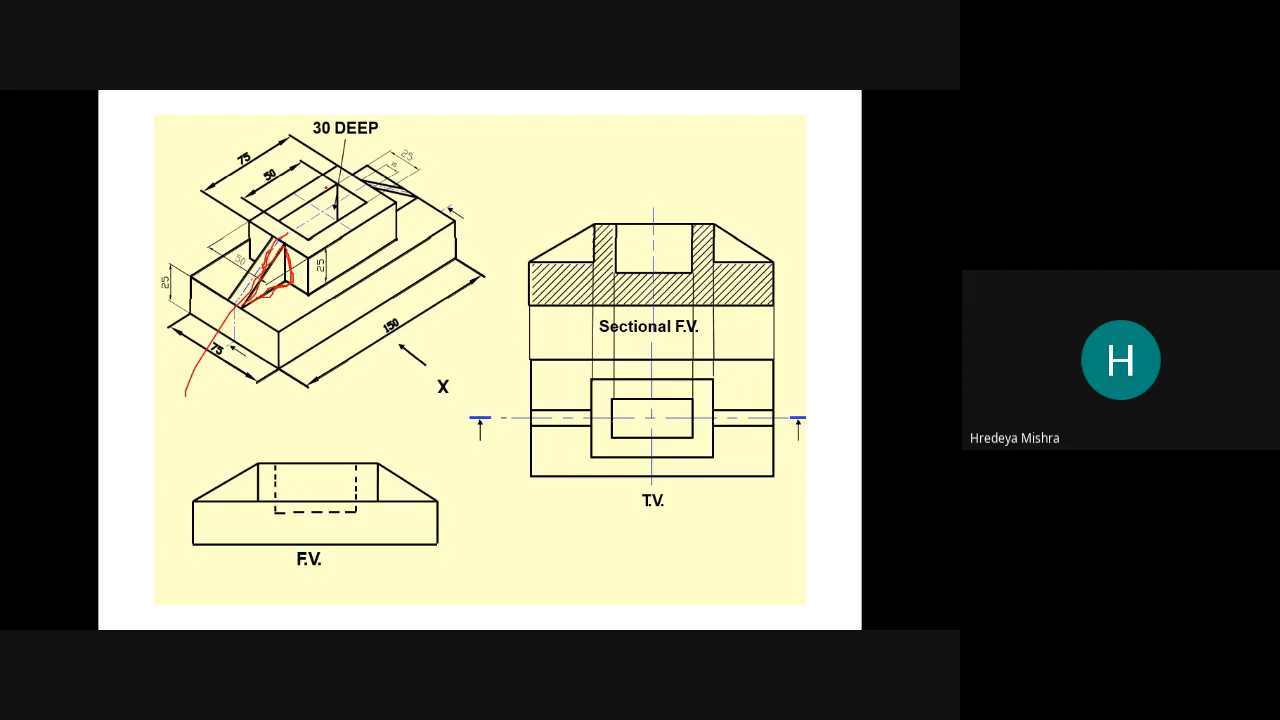 30 DEEP
75
50
25
15
50
25
25
150
75
X
Sectional F.V.
T.V.
F.V.
H
Hredeya Mishra